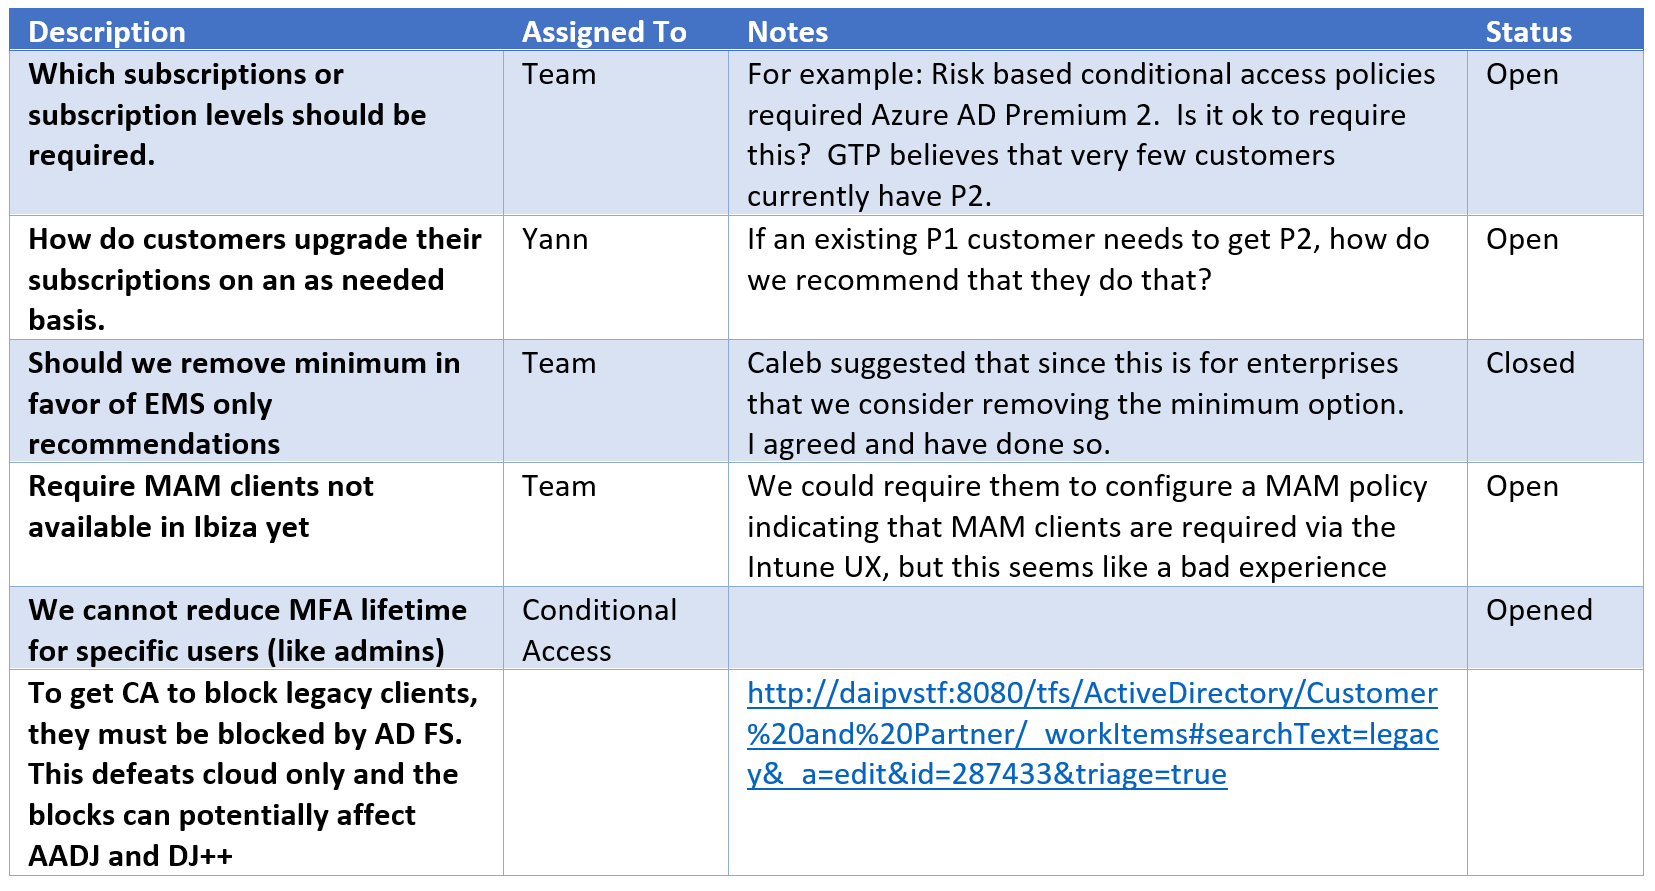 Description Assigned To Notes Status
Which subscriptions or
subscription levels should be
required.
Team
For example: Risk based conditional access policies
required Azure AD Premium 2.  Is it ok to require
this?  GTP believes that very few customers
currently have P2.
Open
How do customers upgrade their
subscriptions on an as needed
basis.
Yann
If an existing P1 customer needs to get P2, how do
we recommend that they do that?
Open
Should we remove minimum in
favor of EMS only
recommendations
Team
Caleb suggested that since this is for enterprises
that we consider removing the minimum option.
I agreed and have done so.
Closed
Require MAM clients not
available in Ibiza yet
Team
We could require them to configure a MAM policy
indicating that MAM clients are required via the
Intune UX, but this seems like a bad experience
Open
We cannot reduce MFA lifetime
for specific users (like admins)
Conditional
Access
Opened
To get CA to block legacy clients,
they must be blocked by AD FS.
This defeats cloud only and the
blocks can potentially affect
AADJ and DJ++
http://daipvstf:8080/tfs/ActiveDirectory/Customer
%20and%20Partner/_workItems#searchText=legac
y&_a=edit&id=287433&triage=true